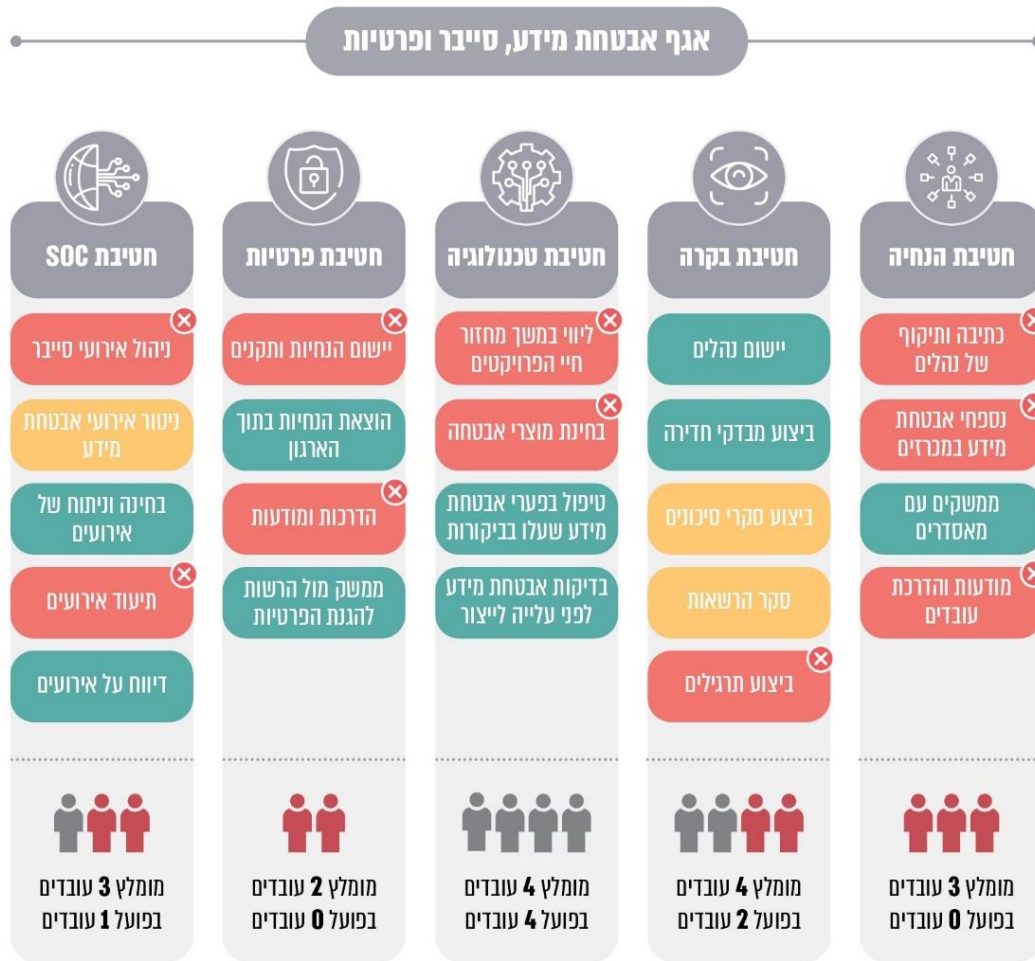 אגף אבטחת מידע, סייבר ופרטיות
חטיבת הנחיה
כתיבה ותיקוף
של נהלים
נספחי אבטחת
מידע במכרזים
ממשקים עם
מאסדרים
מודעות והדרכת
עובדים
מומלץ 3 עובדים
בפועל 0 עובדים
חטיבת בקרה
יישום נהלים
ביצוע מבדקי חדירה
ביצוע סקרי סיכונים
סקר הרשאות
ביצוע תרגילים
מומלץ 4 עובדים
בפועל 2 עובדים
חטיבת טכנולוגיה
ליווי במשך מחזור
חיי הפרויקטים
בחינת מוצרי אבטחה
טיפול בפערי אבטחת
מידע שעלו בביקורות
בדיקות אבטחת מידע
לפני עלייה לייצור
מומלץ 4 עובדים
בפועל 4 עובדים
חטיבת פרטיות
יישום הנחיות ותקנים
הוצאת הנחיות בתוך
הארגון
הדרכות ומודעות
ממשק מול הרשות
להגנת הפרטיות
מומלץ 2 עובדים
בפועל 0 עובדים
חטיבת SOC
ניהול אירועי סייבר
ניטור אירועי אבטחת
מידע
בחינה וניתוח של
אירועים
תיעוד אירועים
דיווח על אירועים
מומלץ 3 עובדים
בפועל 1 עובדים